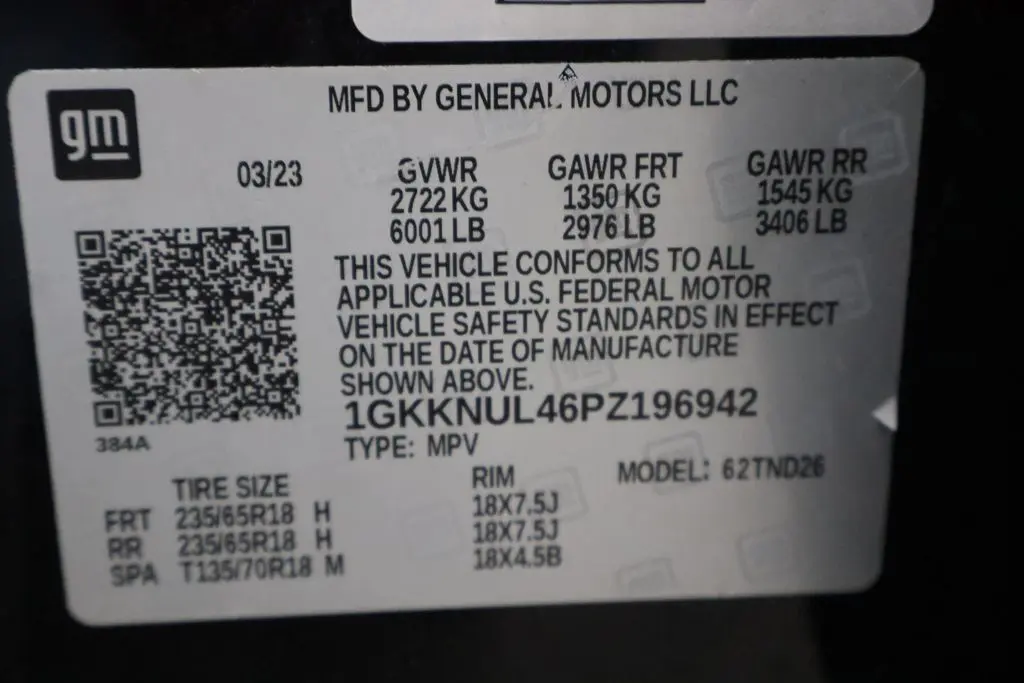 gm
MFD BY GENERAL MOTORS LLC
03/23
GVWR GAWR FRT GAWR RR
2722 KG 1350 KG 1545 KG
6001 LB 2976 LB 3406 LB
THIS VEHICLE CONFORMS TO ALL
APPLICABLE U.S. FEDERAL MOTOR
VEHICLE SAFETY STANDARDS IN EFFECT
ON THE DATE OF MANUFACTURE
SHOWN ABOVE.
1GKKNUL46PZ196942
384A
TYPE: MPV
MODEL: 62TND26
TIRE SIZE RIM
FRT 235/65R18 H 18X7.5J
RR 235/65R18 H 18X7.5J
SPA T135/70R18 M 18X4.5B